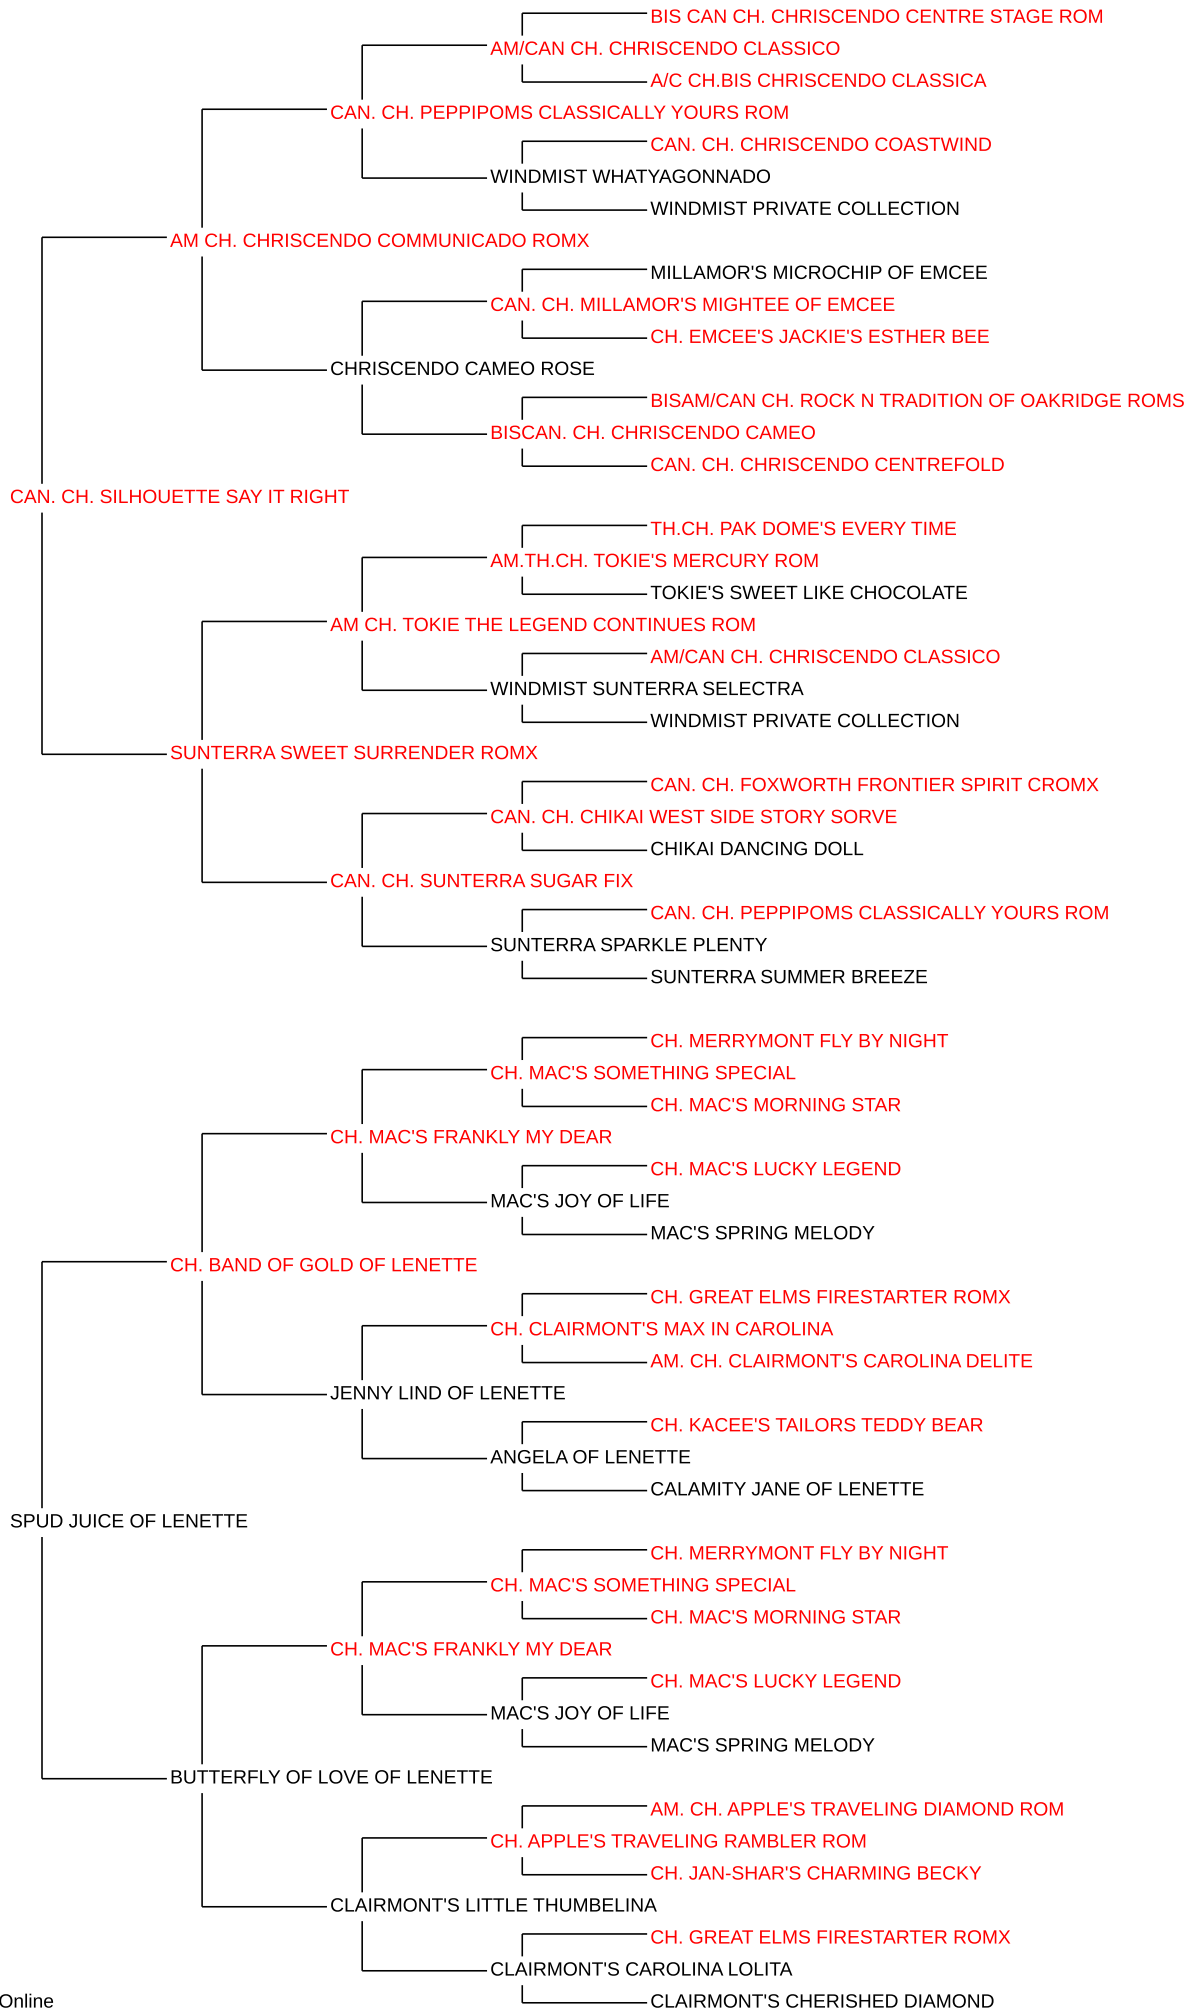 BIS CAN CH. CHRISCENDO CENTRE STAGE ROM
AM/CAN CH. CHRISCENDO CLASSICO
A/C CH.BIS CHRISCENDO CLASSICA
CAN. CH. PEPPIPOMS CLASSICALLY YOURS ROM
CAN. CH. CHRISCENDO COASTWIND
WINDMIST WHATYAGONNADO
WINDMIST PRIVATE COLLECTION
AM CH. CHRISCENDO COMMUNICADO ROMX
MILLAMOR'S MICROCHIP OF EMCEE
CAN. CH. MILLAMOR'S MIGHTEE OF EMCEE
CH. EMCEE'S JACKIE'S ESTHER BEE
CHRISCENDO CAMEO ROSE
BISAM/CAN CH. ROCK N TRADITION OF OAKRIDGE ROMS
BISCAN. CH. CHRISCENDO CAMEO
CAN. CH. CHRISCENDO CENTREFOLD
CAN. CH. SILHOUETTE SAY IT RIGHT
TH.CH. PAK DOME'S EVERY TIME
AM.TH.CH. TOKIE'S MERCURY ROM
TOKIE'S SWEET LIKE CHOCOLATE
AM CH. TOKIE THE LEGEND CONTINUES ROM
AM/CAN CH. CHRISCENDO CLASSICO
WINDMIST SUNTERRA SELECTRA
WINDMIST PRIVATE COLLECTION
SUNTERRA SWEET SURRENDER ROMX
CAN. CH. FOXWORTH FRONTIER SPIRIT CROMX
CAN. CH. CHIKAI WEST SIDE STORY SORVE
CHIKAI DANCING DOLL
CAN. CH. SUNTERRA SUGAR FIX
CAN. CH. PEPPIPOMS CLASSICALLY YOURS ROM
SUNTERRA SPARKLE PLENTY
SUNTERRA SUMMER BREEZE
CH. MERRYMONT FLY BY NIGHT
CH. MAC'S SOMETHING SPECIAL
CH. MAC'S MORNING STAR
CH. MAC'S FRANKLY MY DEAR
CH. MAC'S LUCKY LEGEND
MAC'S JOY OF LIFE
MAC'S SPRING MELODY
CH. BAND OF GOLD OF LENETTE
CH. GREAT ELMS FIRESTARTER ROMX
CH. CLAIRMONT'S MAX IN CAROLINA
AM. CH. CLAIRMONT'S CAROLINA DELITE
JENNY LIND OF LENETTE
CH. KACEE'S TAILORS TEDDY BEAR
ANGELA OF LENETTE
CALAMITY JANE OF LENETTE
SPUD JUICE OF LENETTE
CH. MERRYMONT FLY BY NIGHT
CH. MAC'S SOMETHING SPECIAL
CH. MAC'S MORNING STAR
CH. MAC'S FRANKLY MY DEAR
CH. MAC'S LUCKY LEGEND
MAC'S JOY OF LIFE
MAC'S SPRING MELODY
BUTTERFLY OF LOVE OF LENETTE
AM. CH. APPLE'S TRAVELING DIAMOND ROM
CH. APPLE'S TRAVELING RAMBLER ROM
CH. JAN-SHAR'S CHARMING BECKY
CLAIRMONT'S LITTLE THUMBELINA
CH. GREAT ELMS FIRESTARTER ROMX
CLAIRMONT'S CAROLINA LOLITA
CLAIRMONT'S CHERISHED DIAMOND
Online